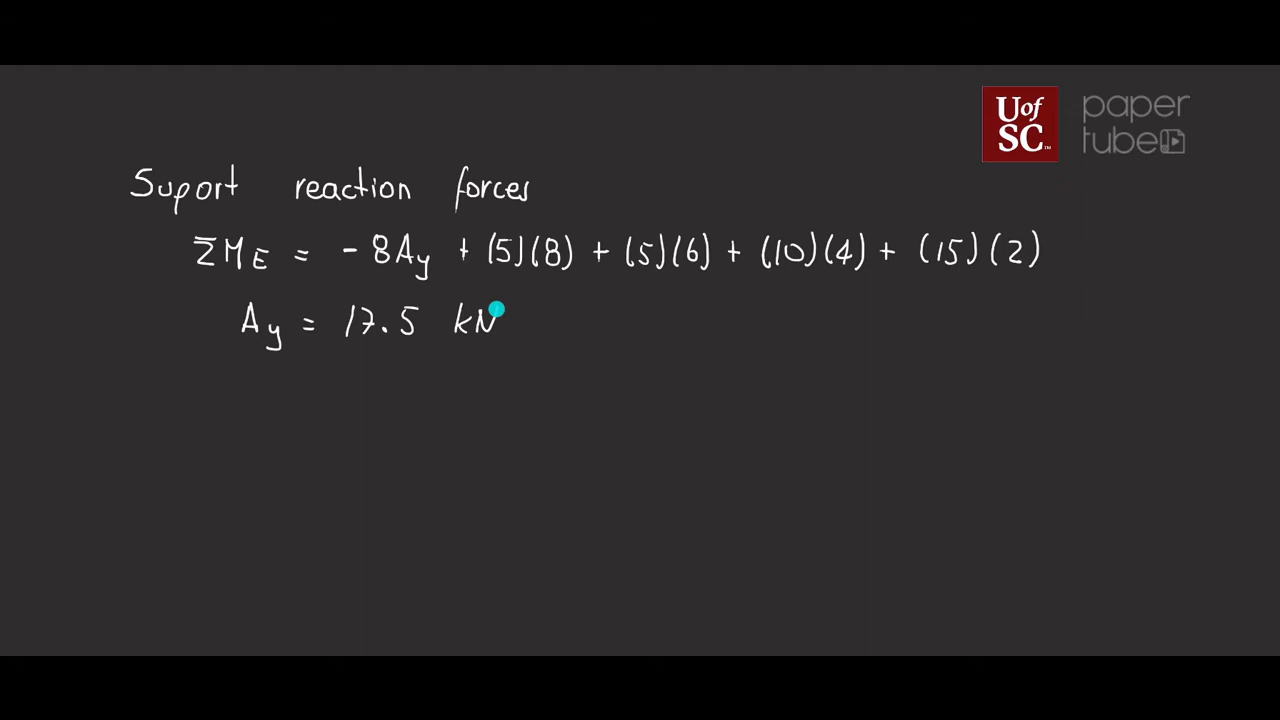 UofSC™ paper tube
Suport reaction forces
ΣM_E = - 8A_y + (5)(8) + (5)(6) + (10)(4) + (15)(2)
A_y = 17.5 kN